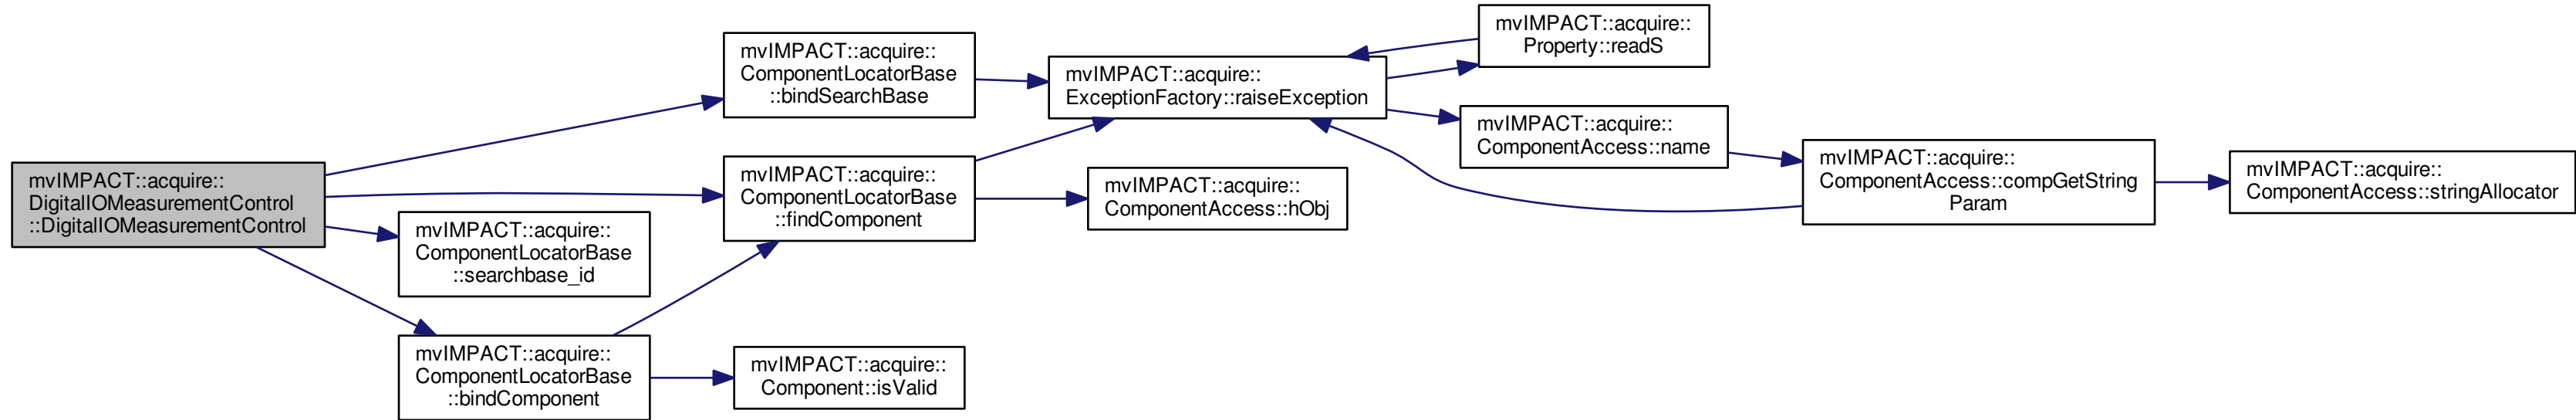 mvIMPACT::acquire::
DigitalIOMeasurementControl
::DigitalIOMeasurementControl
mvIMPACT::acquire::
ComponentLocatorBase
::bindSearchBase
mvIMPACT::acquire::
ExceptionFactory::raiseException
mvIMPACT::acquire::
Property::readS
mvIMPACT::acquire::
ComponentAccess::name
mvIMPACT::acquire::
ComponentAccess::compGetString
Param
mvIMPACT::acquire::
ComponentAccess::stringAllocator
mvIMPACT::acquire::
ComponentLocatorBase
::findComponent
mvIMPACT::acquire::
ComponentAccess::hObj
mvIMPACT::acquire::
ComponentLocatorBase
::searchbase_id
mvIMPACT::acquire::
ComponentLocatorBase
::bindComponent
mvIMPACT::acquire::
Component::isValid